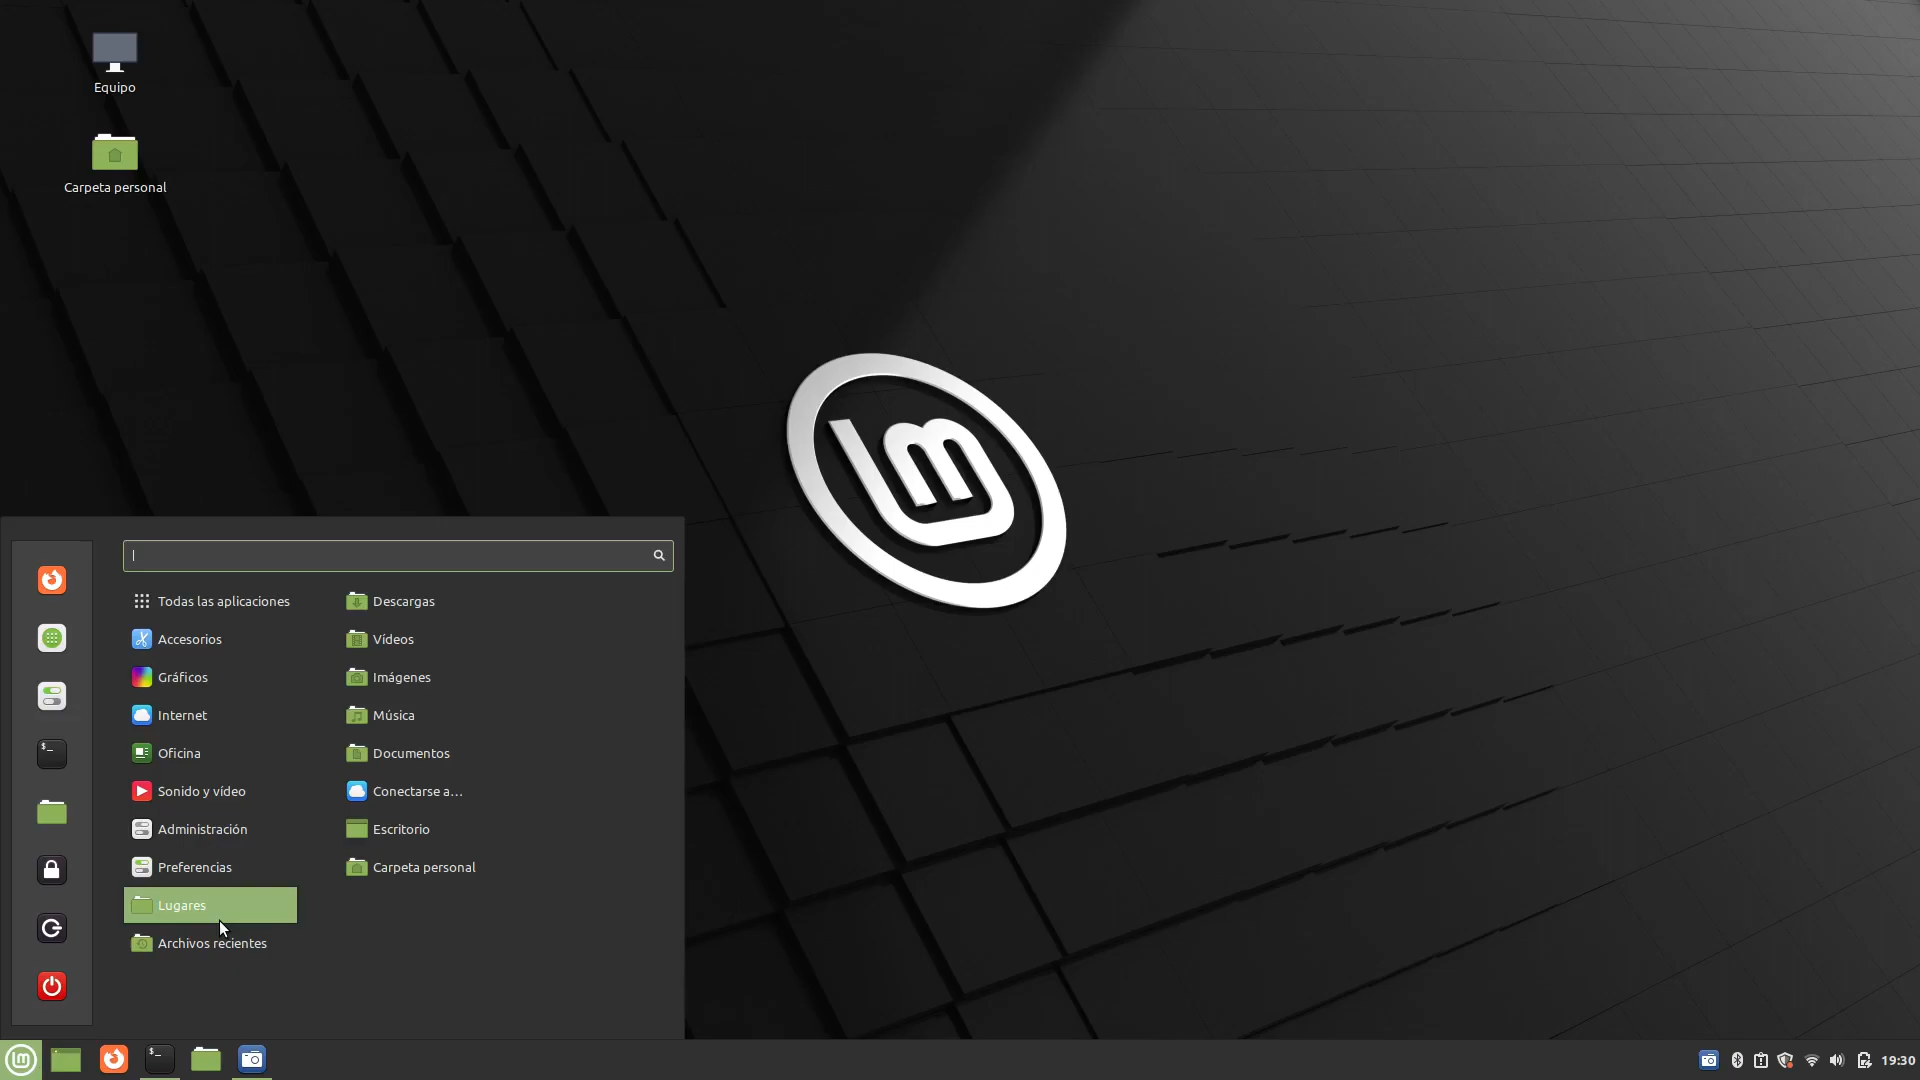 Equipo
Carpeta personal
Todas las aplicaciones
Accesorios
Gráficos
Internet
Oficina
Sonido y vídeo
Administración
Preferencias
Lugares
Archivos recientes
Descargas
Vídeos
Imágenes
Música
Documentos
Conectarse a...
Escritorio
Carpeta personal
19:30